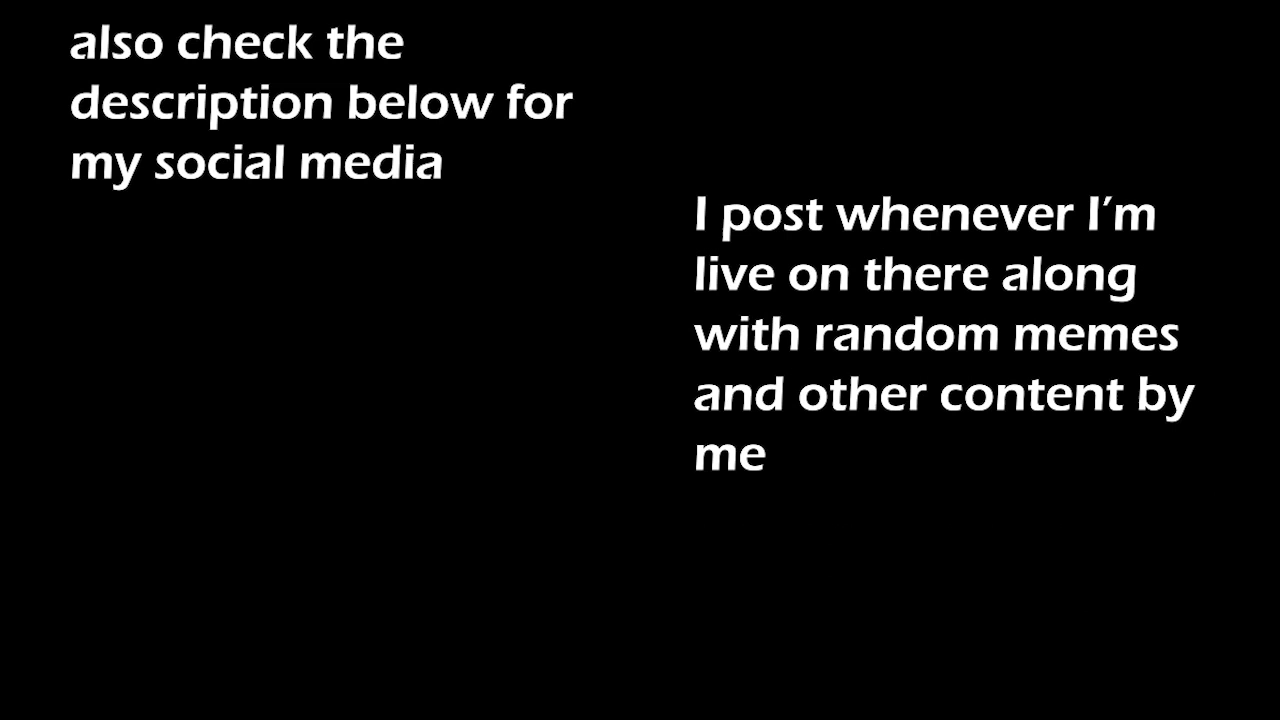 also check the
description below for
my social media
I post whenever I’m
live on there along
with random memes
and other content by
me